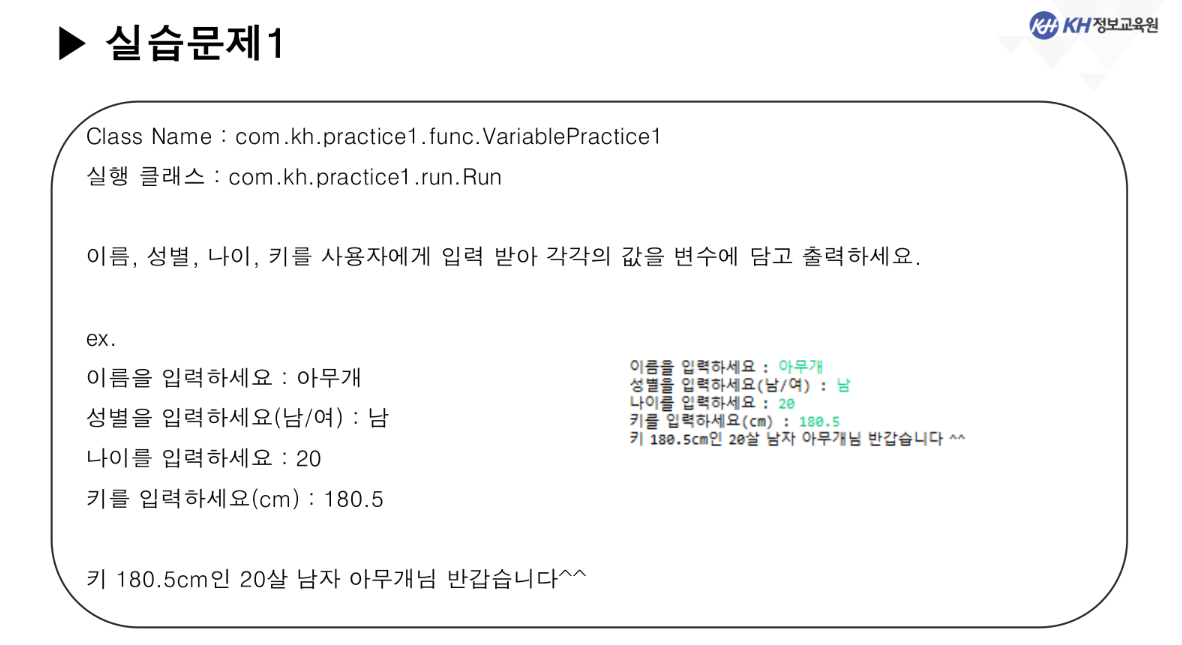 ▶ 실습문제1
KH KH정보교육원
Class Name : com.kh.practice1.func.VariablePractice1
실행 클래스 : com.kh.practice1.run.Run
이름, 성별, 나이, 키를 사용자에게 입력 받아 각각의 값을 변수에 담고 출력하세요.
ex.
이름을 입력하세요 : 아무개
성별을 입력하세요(남/여) : 남
나이를 입력하세요 : 20
키를 입력하세요(cm) : 180.5
키 180.5cm인 20살 남자 아무개님 반갑습니다^^
이름을 입력하세요 : 아무개
성별을 입력하세요(남/여) : 남
나이를 입력하세요 : 20
키를 입력하세요(cm) : 180.5
키 180.5cm인 20살 남자 아무개님 반갑습니다 ^^